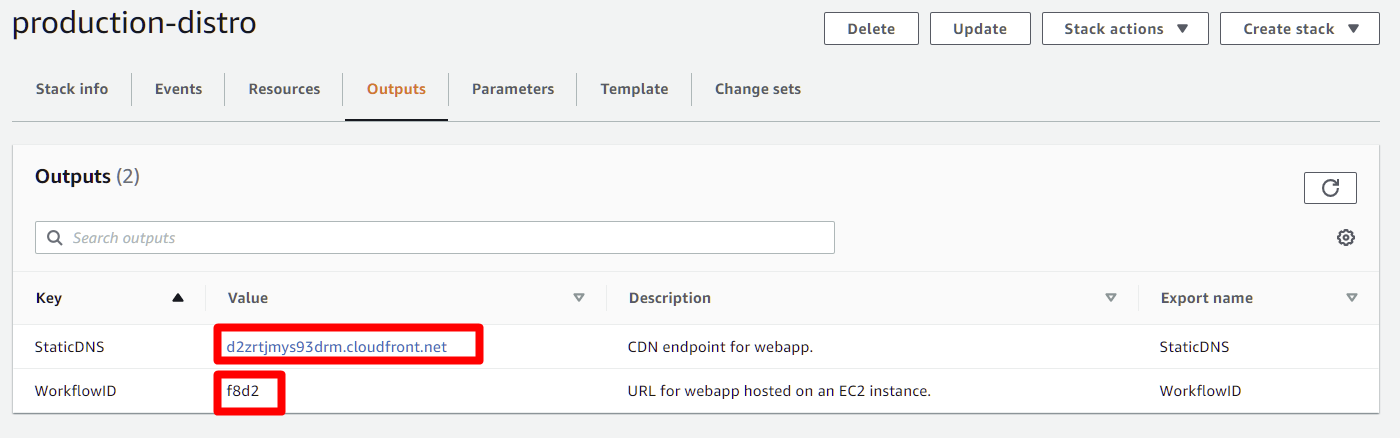 production-distro
Delete
Update
Stack actions
Create stack
Stack info
Events
Resources
Outputs
Parameters
Template
Change sets
Outputs (2)
Search outputs
Key
Value
Description
Export name
StaticDNS
d2zrtjmys93drm.cloudfront.net
CDN endpoint for webapp.
StaticDNS
WorkflowID
f8d2
URL for webapp hosted on an EC2 instance.
WorkflowID